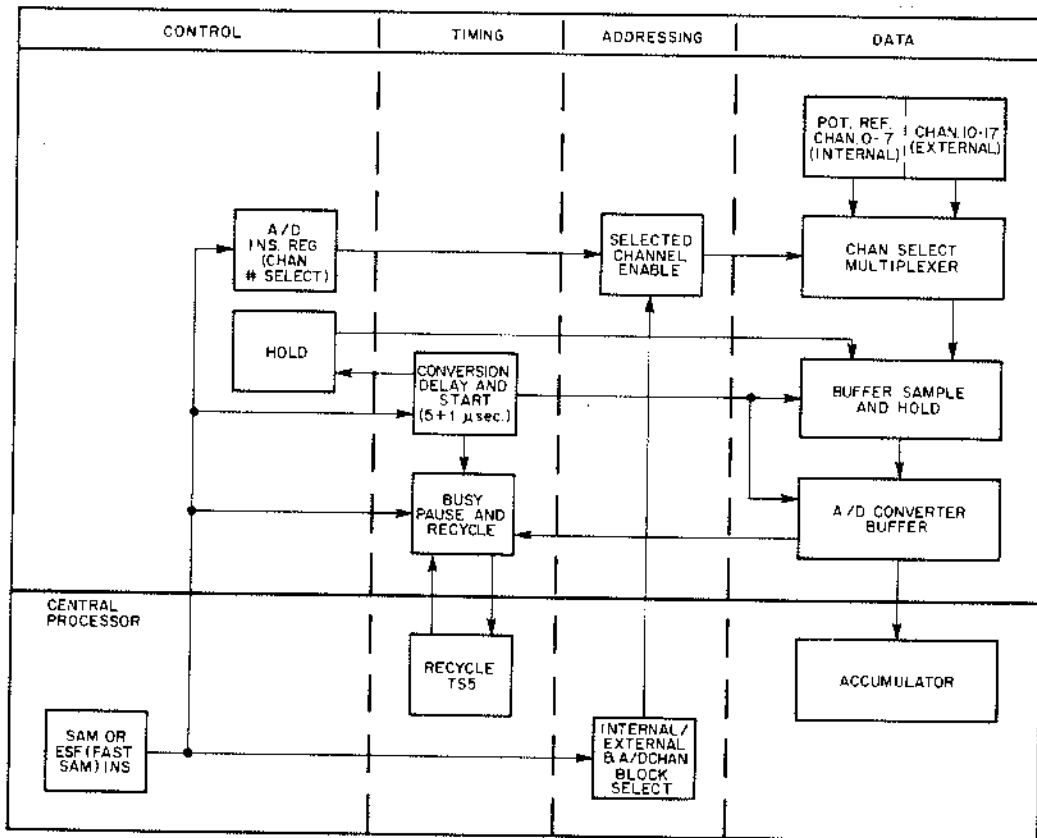 CONTROL
TIMING
ADDRESSING
DATA
POT. REF.
CHAN. 0-7
(INTERNAL)
CHAN. 10-17
(EXTERNAL)
A/D
INS. REG
(CHAN
# SELECT)
SELECTED
CHANNEL
ENABLE
CHAN SELECT
MULTIPLEXER
HOLD
CONVERSION
DELAY AND
START
(5+1 µsec.)
BUFFER SAMPLE
AND HOLD
BUSY
PAUSE AND
RECYCLE
A/D CONVERTER
BUFFER
CENTRAL
PROCESSOR
RECYCLE
TS5
ACCUMULATOR
SAM OR
ESF (FAST
SAM) INS
INTERNAL/
EXTERNAL
& A/DCHAN
BLOCK
SELECT